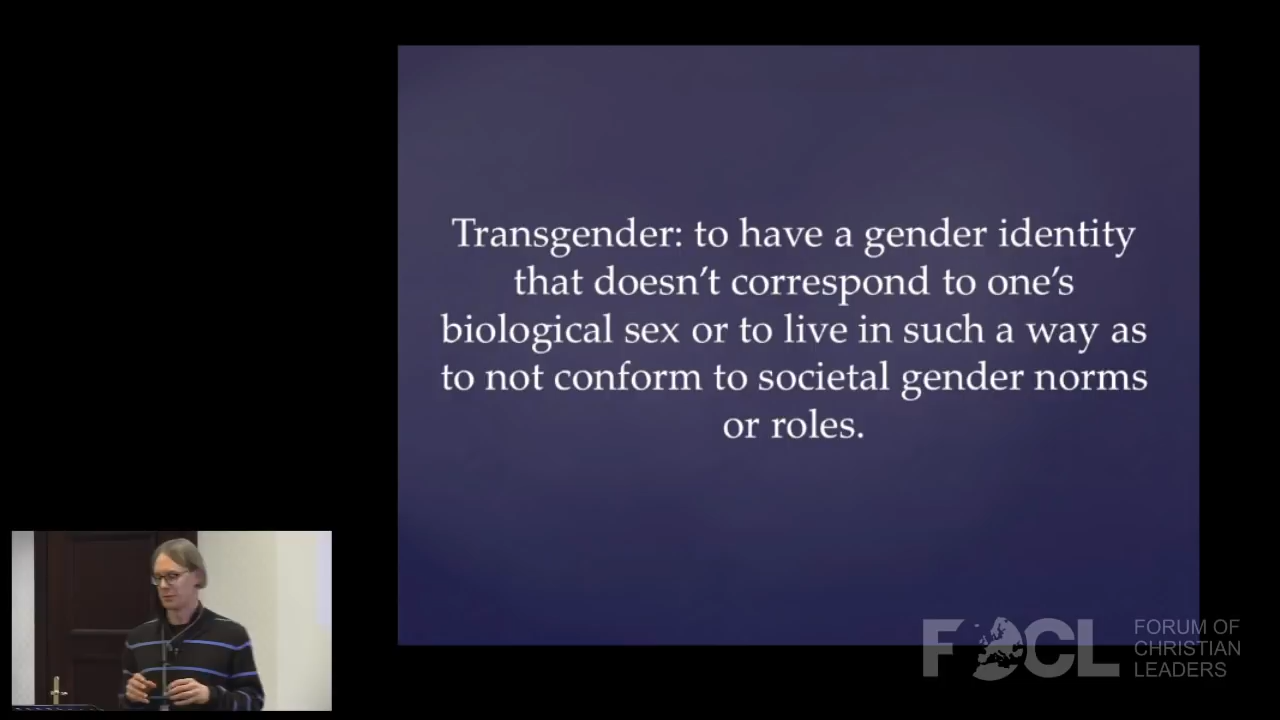 Transgender: to have a gender identity
that doesn't correspond to one's
biological sex or to live in such a way as
to not conform to societal gender norms
or roles.
FOCL
FORUM OF
CHRISTIAN
LEADERS